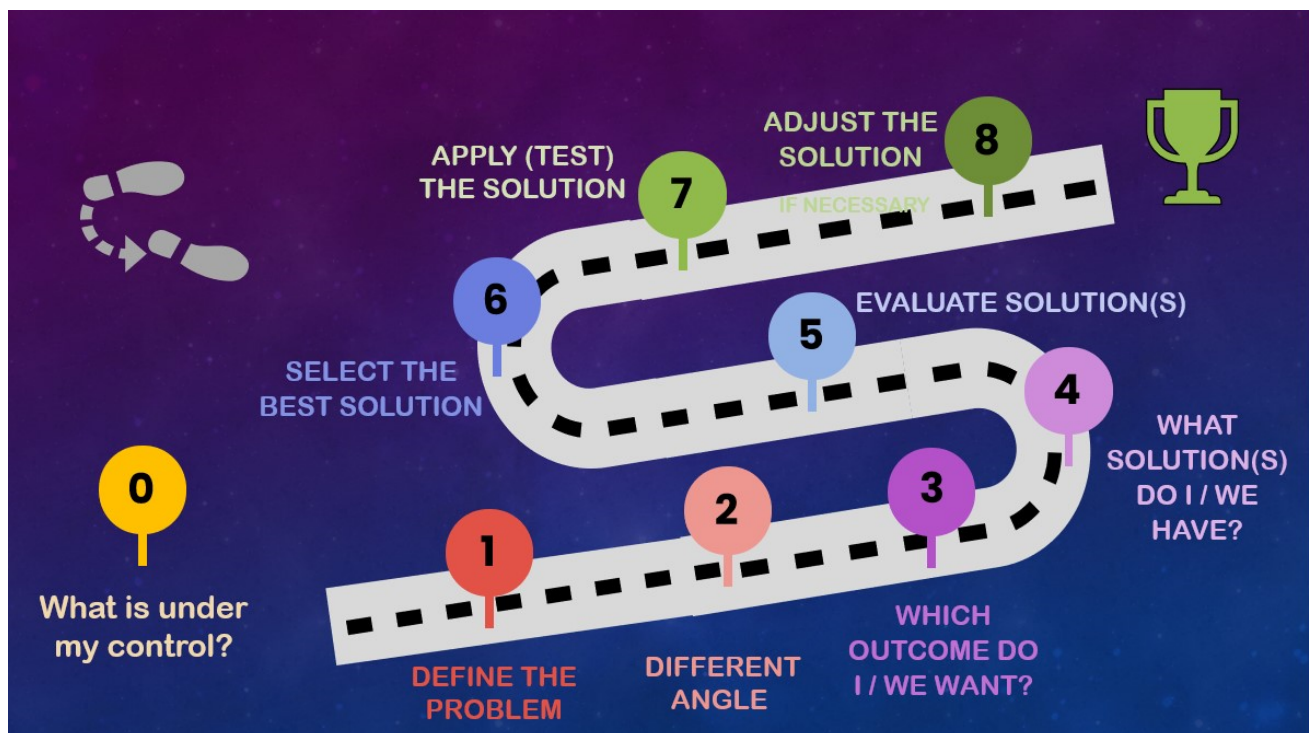 0
What is under
my control?
1
DEFINE THE
PROBLEM
2
DIFFERENT
ANGLE
3
WHICH
OUTCOME DO
I / WE WANT?
4
WHAT
SOLUTION(S)
DO I / WE
HAVE?
5
EVALUATE SOLUTION(S)
6
SELECT THE
BEST SOLUTION
7
APPLY (TEST)
THE SOLUTION
8
ADJUST THE
SOLUTION
IF NECESSARY